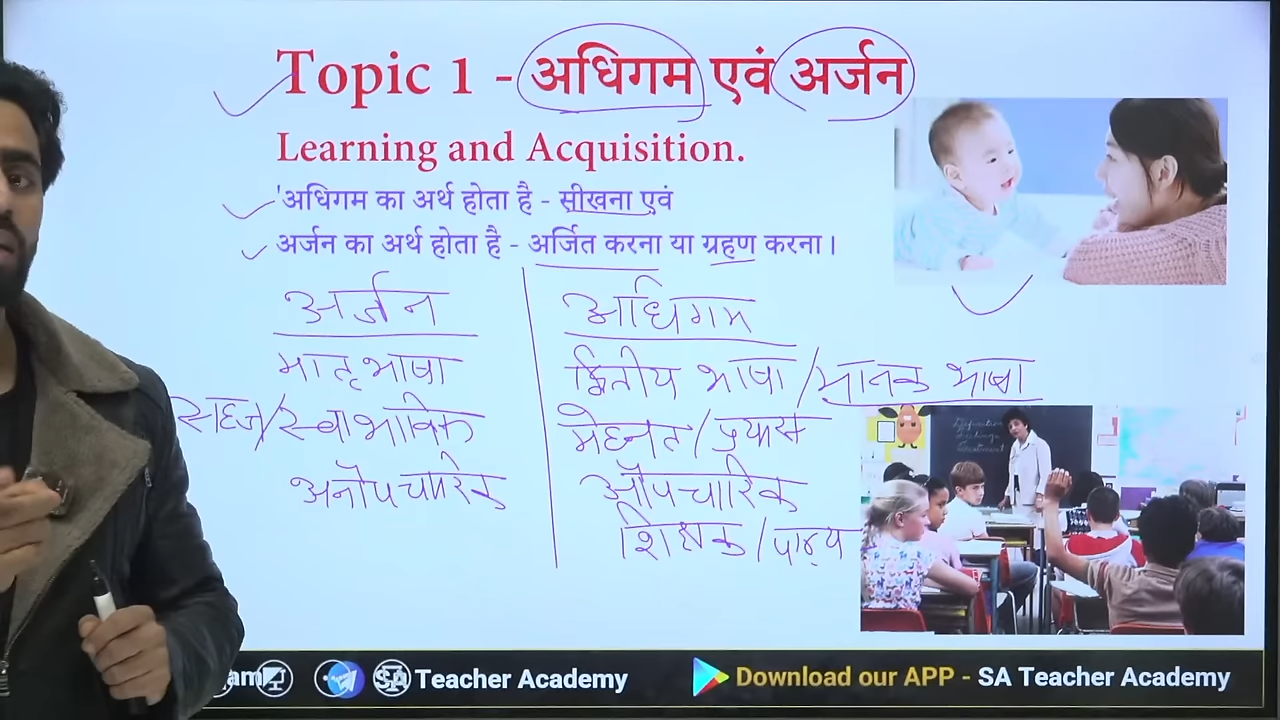 Topic 1 - अधिगम एवं अर्जन
Learning and Acquisition.
'अधिगम का अर्थ होता है - सीखना एवं
अर्जन का अर्थ होता है - अर्जित करना या ग्रहण करना।
अर्जन
मातृभाषा
सहज/स्वाभाविक
अनौपचारिक
अधिगम
द्वितीय भाषा/मानक भाषा
मेहनत/प्रयास
औपचारिक
शिक्षक/पाठ्य
SA Teacher Academy
Download our APP - SA Teacher Academy